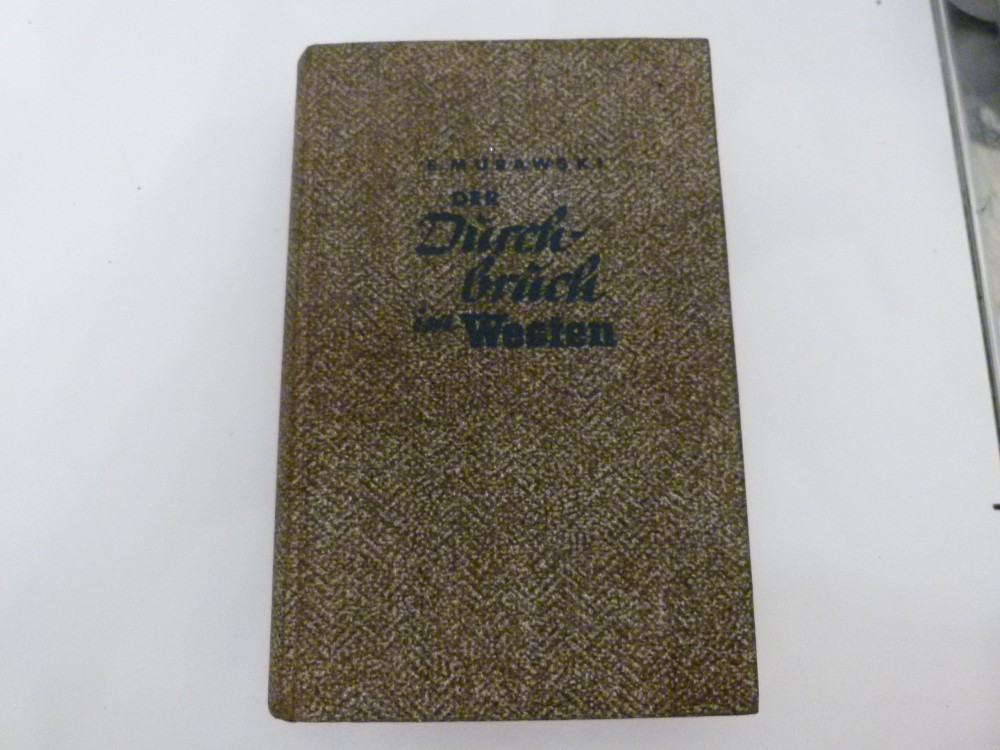 E. MURAWSKI
DER
Durch-
bruch
im Westen